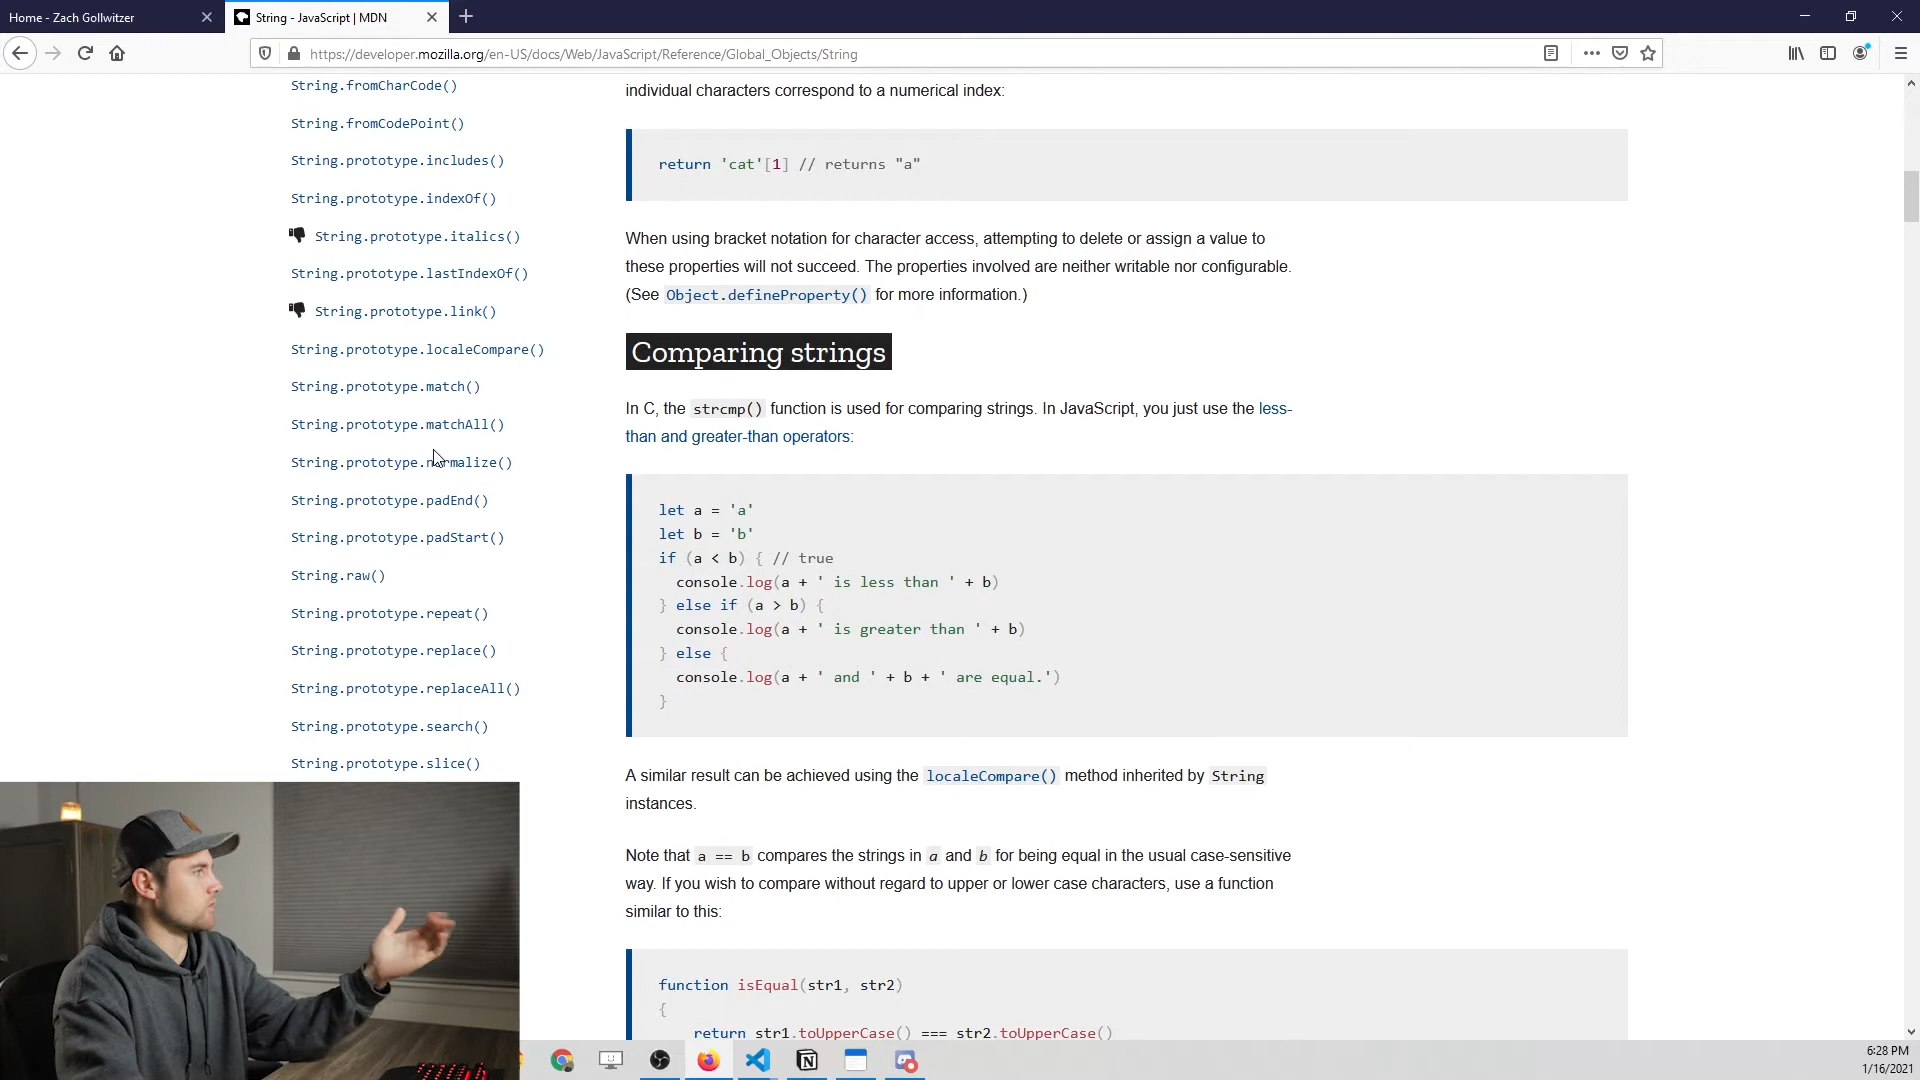 Home - Zach Gollwitzer
String - JavaScript | MDN
https://developer.mozilla.org/en-US/docs/Web/JavaScript/Reference/Global_Objects/String
String.fromCharCode()
String.fromCodePoint()
String.prototype.includes()
String.prototype.indexOf()
String.prototype.italics()
String.prototype.lastIndexOf()
String.prototype.link()
String.prototype.localeCompare()
String.prototype.match()
String.prototype.matchAll()
String.prototype.normalize()
String.prototype.padEnd()
String.prototype.padStart()
String.raw()
String.prototype.repeat()
String.prototype.replace()
String.prototype.replaceAll()
String.prototype.search()
String.prototype.slice()
individual characters correspond to a numerical index:
return 'cat'[1] // returns "a"
When using bracket notation for character access, attempting to delete or assign a value to
these properties will not succeed. The properties involved are neither writable nor configurable.
(See Object.defineProperty() for more information.)
Comparing strings
In C, the strcmp() function is used for comparing strings. In JavaScript, you just use the less-
than and greater-than operators:
let a = 'a'
let b = 'b'
if (a < b) { // true
console.log(a + ' is less than ' + b)
} else if (a > b) {
console.log(a + ' is greater than ' + b)
} else {
console.log(a + ' and ' + b + ' are equal.')
}
A similar result can be achieved using the localeCompare() method inherited by String
instances.
Note that a == b compares the strings in a and b for being equal in the usual case-sensitive
way. If you wish to compare without regard to upper or lower case characters, use a function
similar to this:
function isEqual(str1, str2)
{
return str1.toUpperCase() === str2.toUpperCase()
6:28 PM
1/16/2021